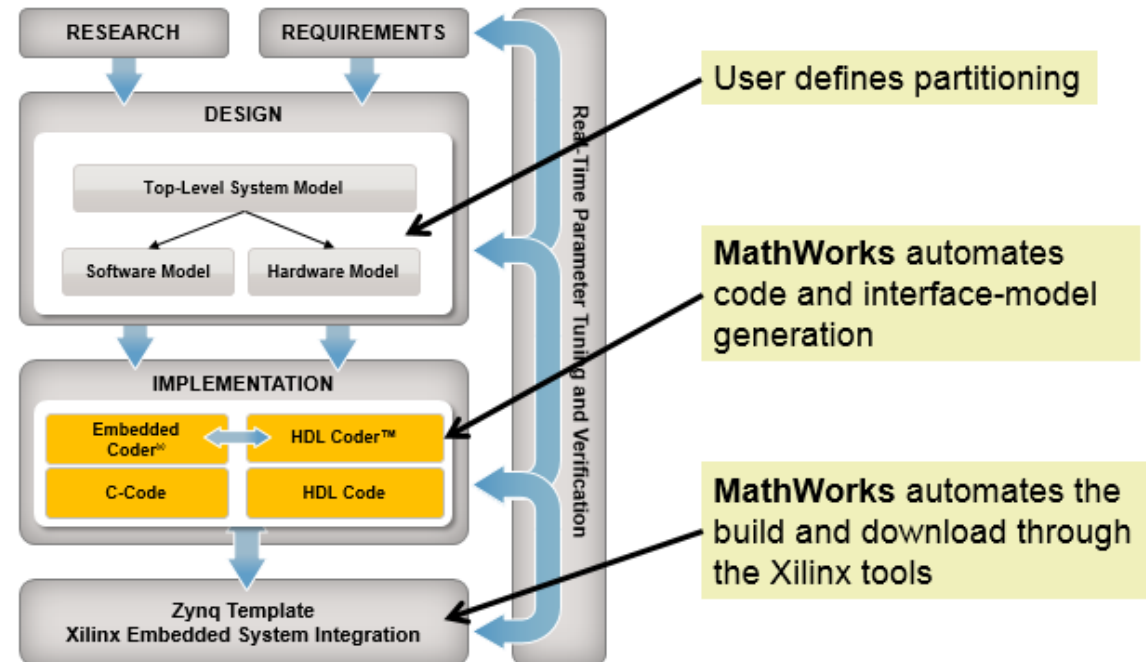 RESEARCH
REQUIREMENTS
DESIGN
Top-Level System Model
Software Model
Hardware Model
IMPLEMENTATION
Embedded
Coder®
HDL Coder™
C-Code
HDL Code
Zynq Template
Xilinx Embedded System Integration
Real-Time Parameter Tuning and Verification
User defines partitioning
MathWorks automates
code and interface-model
generation
MathWorks automates the
build and download through
the Xilinx tools